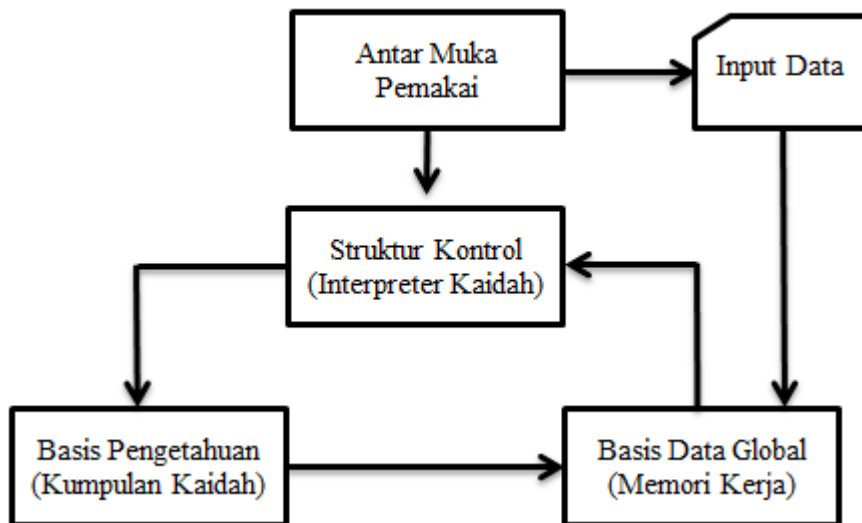 Antar Muka
Pemakai
Input Data
Struktur Kontrol
(Interpreter Kaidah)
Basis Pengetahuan
(Kumpulan Kaidah)
Basis Data Global
(Memori Kerja)